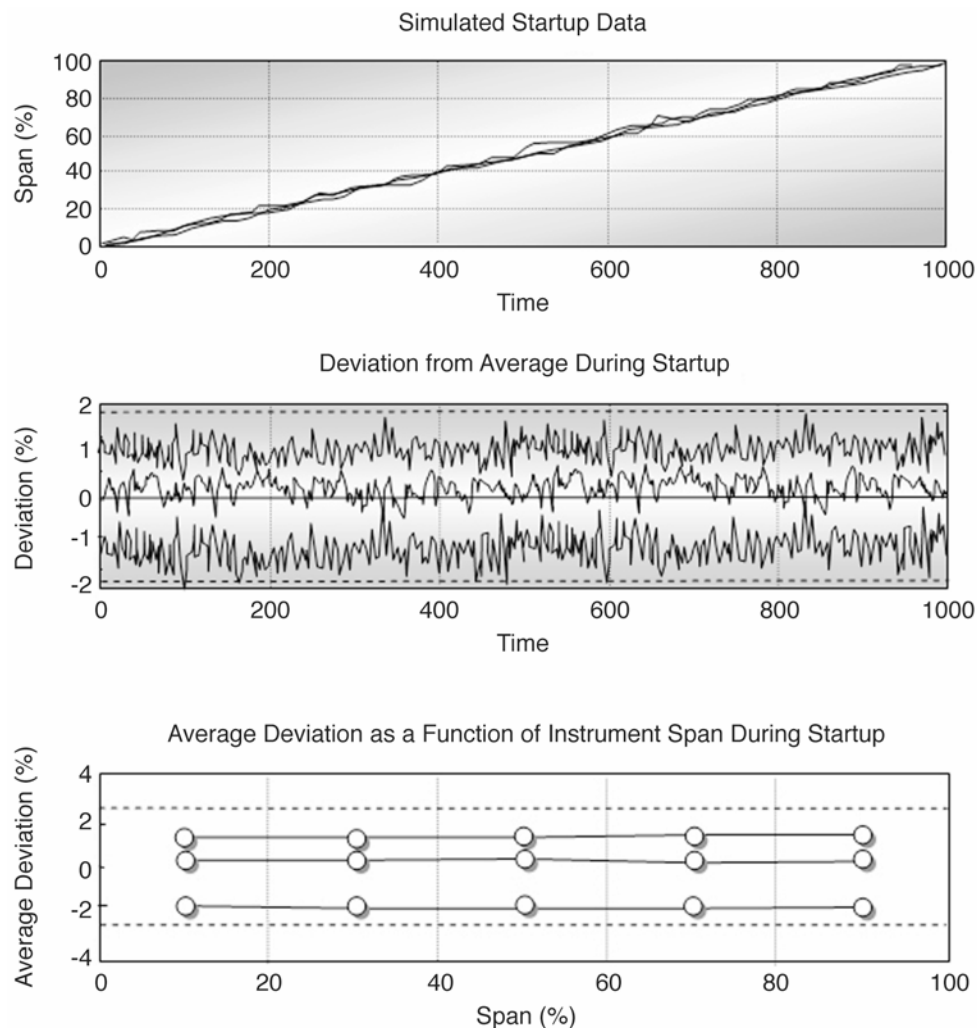 Simulated Startup Data
Span (%)
100
80
60
40
20
0
0 200 400 600 800 1000
Time
Deviation from Average During Startup
Deviation (%)
2
1
0
-1
-2
0 200 400 600 800 1000
Time
Average Deviation as a Function of Instrument Span During Startup
Average Deviation (%)
4
2
0
-2
-4
0 20 40 60 80 100
Span (%)